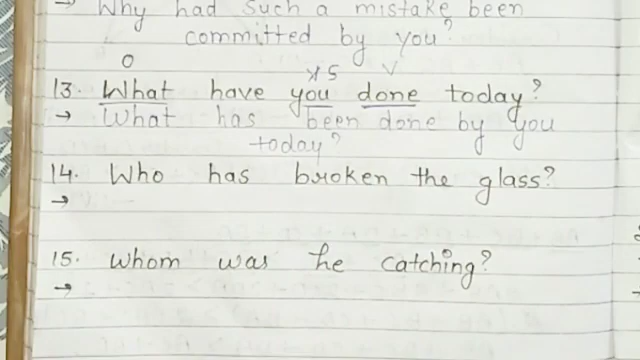 → Why had such a mistake been
committed by you?
O S V
13. What have you done today?
→ What has been done by you
today?
14. Who has broken the glass?
→
15. whom was he catching?
→